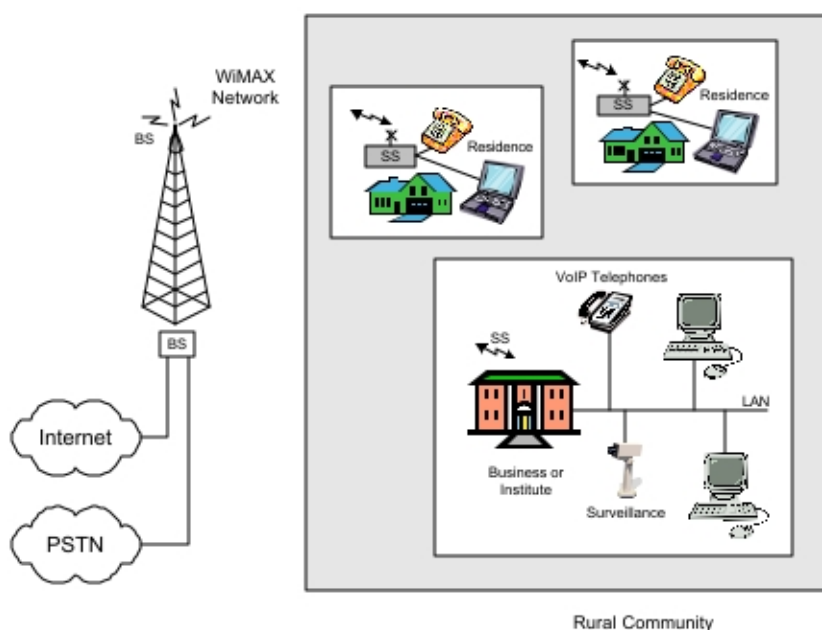 WiMAX
Network
BS
BS
Internet
PSTN
SS
Residence
SS
Residence
VoIP Telephones
SS
LAN
Business or
Institute
Surveillance
Rural Community